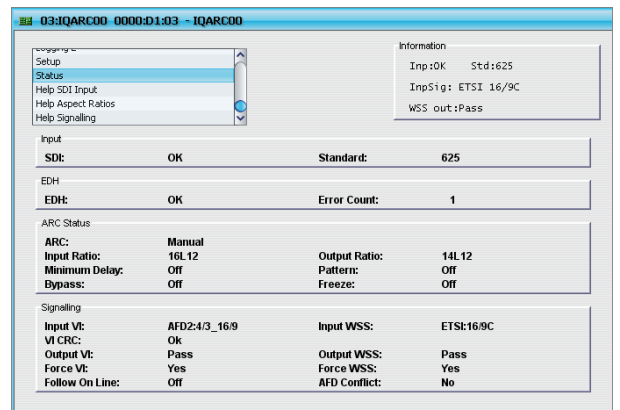 03:IQARC00 0000:D1:03 - IQARC00
Information
Setup
Inp:OK Std:625
Status
Help SDI Input
InpSig: ETSI 16/9C
Help Aspect Ratios
WSS out:Pass
Help Signalling
Input
SDI: OK Standard: 625
EDH
EDH: OK Error Count: 1
ARC Status
ARC: Manual
Input Ratio: 16L12 Output Ratio: 14L12
Minimum Delay: Off Pattern: Off
Bypass: Off Freeze: Off
Signalling
Input VI: AFD2:4/3_16/9 Input WSS: ETSI:16/9C
VI CRC: Ok
Output VI: Pass Output WSS: Pass
Force VI: Yes Force WSS: Yes
Follow On Line: Off AFD Conflict: No